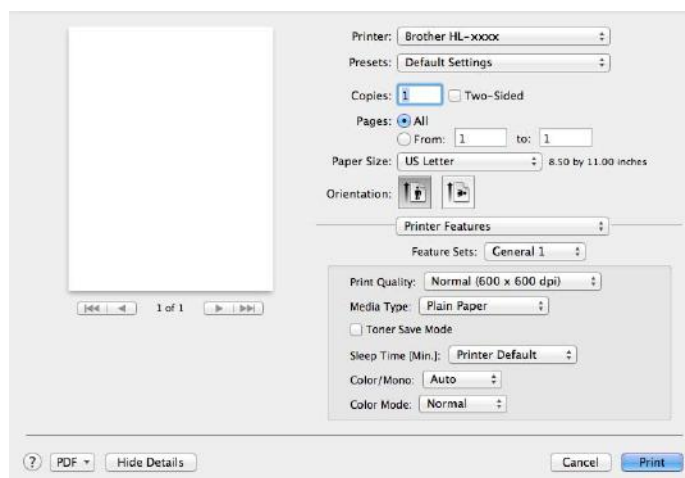 Printer: Brother HL-xxxx
Presets: Default Settings
Copies: 1 Two-Sided
Pages: All
From: 1 to: 1
Paper Size: US Letter 8.50 by 11.00 inches
Orientation:
Printer Features
Feature Sets: General 1
Print Quality: Normal (600 x 600 dpi)
Media Type: Plain Paper
Toner Save Mode
Sleep Time [Min.]: Printer Default
Color/Mono: Auto
Color Mode: Normal
1 of 1
? PDF Hide Details Cancel Print